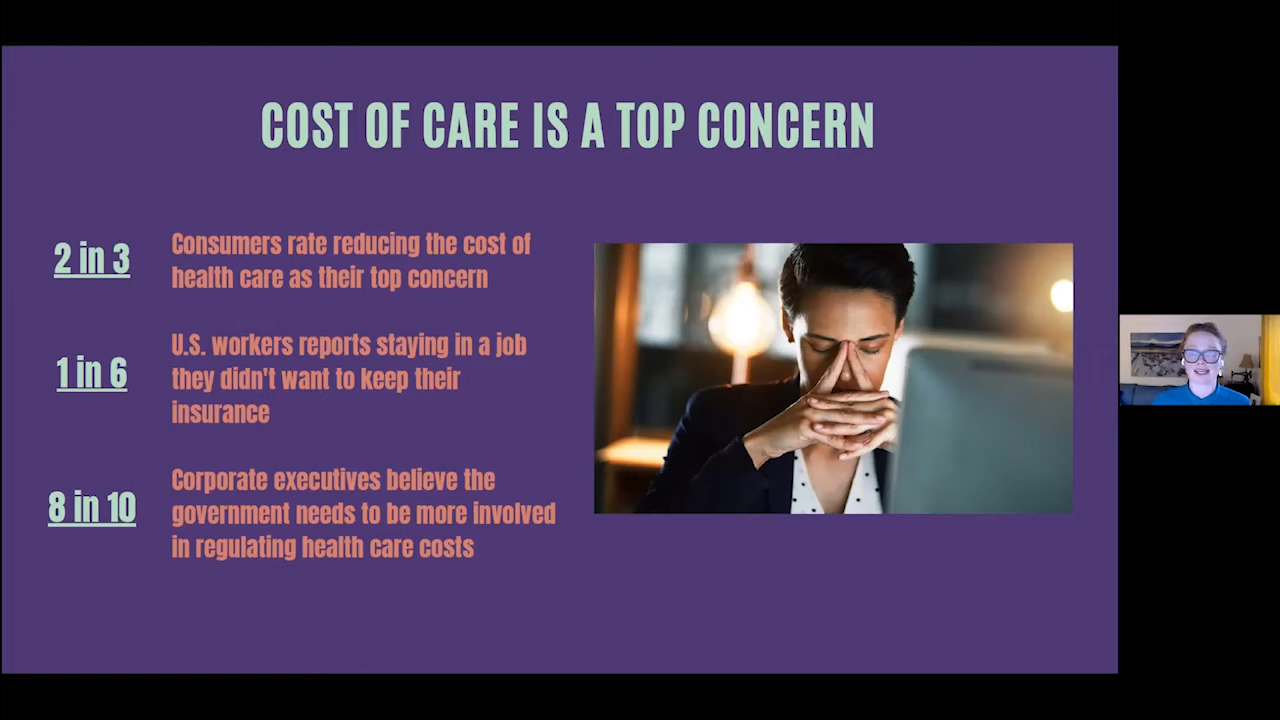 COST OF CARE IS A TOP CONCERN
2 in 3
Consumers rate reducing the cost of
health care as their top concern
1 in 6
U.S. workers reports staying in a job
they didn't want to keep their
insurance
8 in 10
Corporate executives believe the
government needs to be more involved
in regulating health care costs